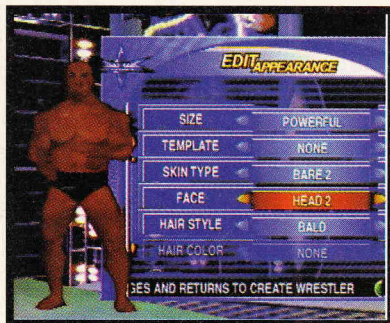 EDIT APPEARANCE
SIZE POWERFUL
TEMPLATE NONE
SKIN TYPE BARE 2
FACE HEAD 2
HAIR STYLE BALD
HAIR COLOR NONE
GES AND RETURNS TO CREATE WRESTLER